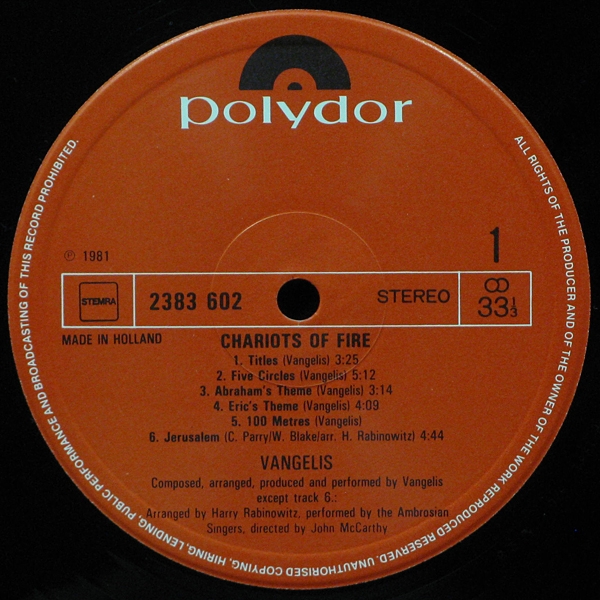 polydor
ALL RIGHTS OF THE PRODUCER AND OF THE OWNER OF THE WORK REPRODUCED RESERVED. UNAUTHORISED COPYING, HIRING, LENDING, PUBLIC PERFORMANCE AND BROADCASTING OF THIS RECORD PROHIBITED.
℗ 1981
1
STEMRA
2383 602
STEREO
33 1/3
MADE IN HOLLAND
CHARIOTS OF FIRE
1. Titles (Vangelis) 3:25
2. Five Circles (Vangelis) 5:12
3. Abraham's Theme (Vangelis) 3:14
4. Eric's Theme (Vangelis) 4:09
5. 100 Metres (Vangelis)
6. Jerusalem (C. Parry/W. Blake/arr. H. Rabinowitz) 4:44
VANGELIS
Composed, arranged, produced and performed by Vangelis
except track 6.:
Arranged by Harry Rabinowitz, performed by the Ambrosian
Singers, directed by John McCarthy